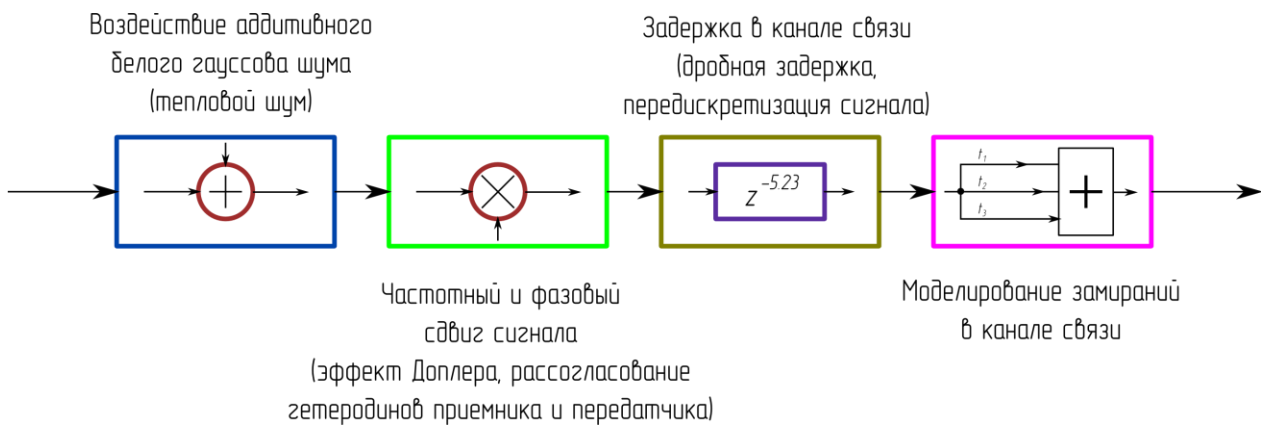 Воздействие аддитивного
белого гауссова шума
(тепловой шум)
Задержка в канале связи
(дробная задержка,
передискретизация сигнала)
z^-5.23
t1
t2
t3
+
Частотный и фазовый
сдвиг сигнала
(эффект Доплера, рассогласование
гетеродинов приемника и передатчика)
Моделирование замираний
в канале связи